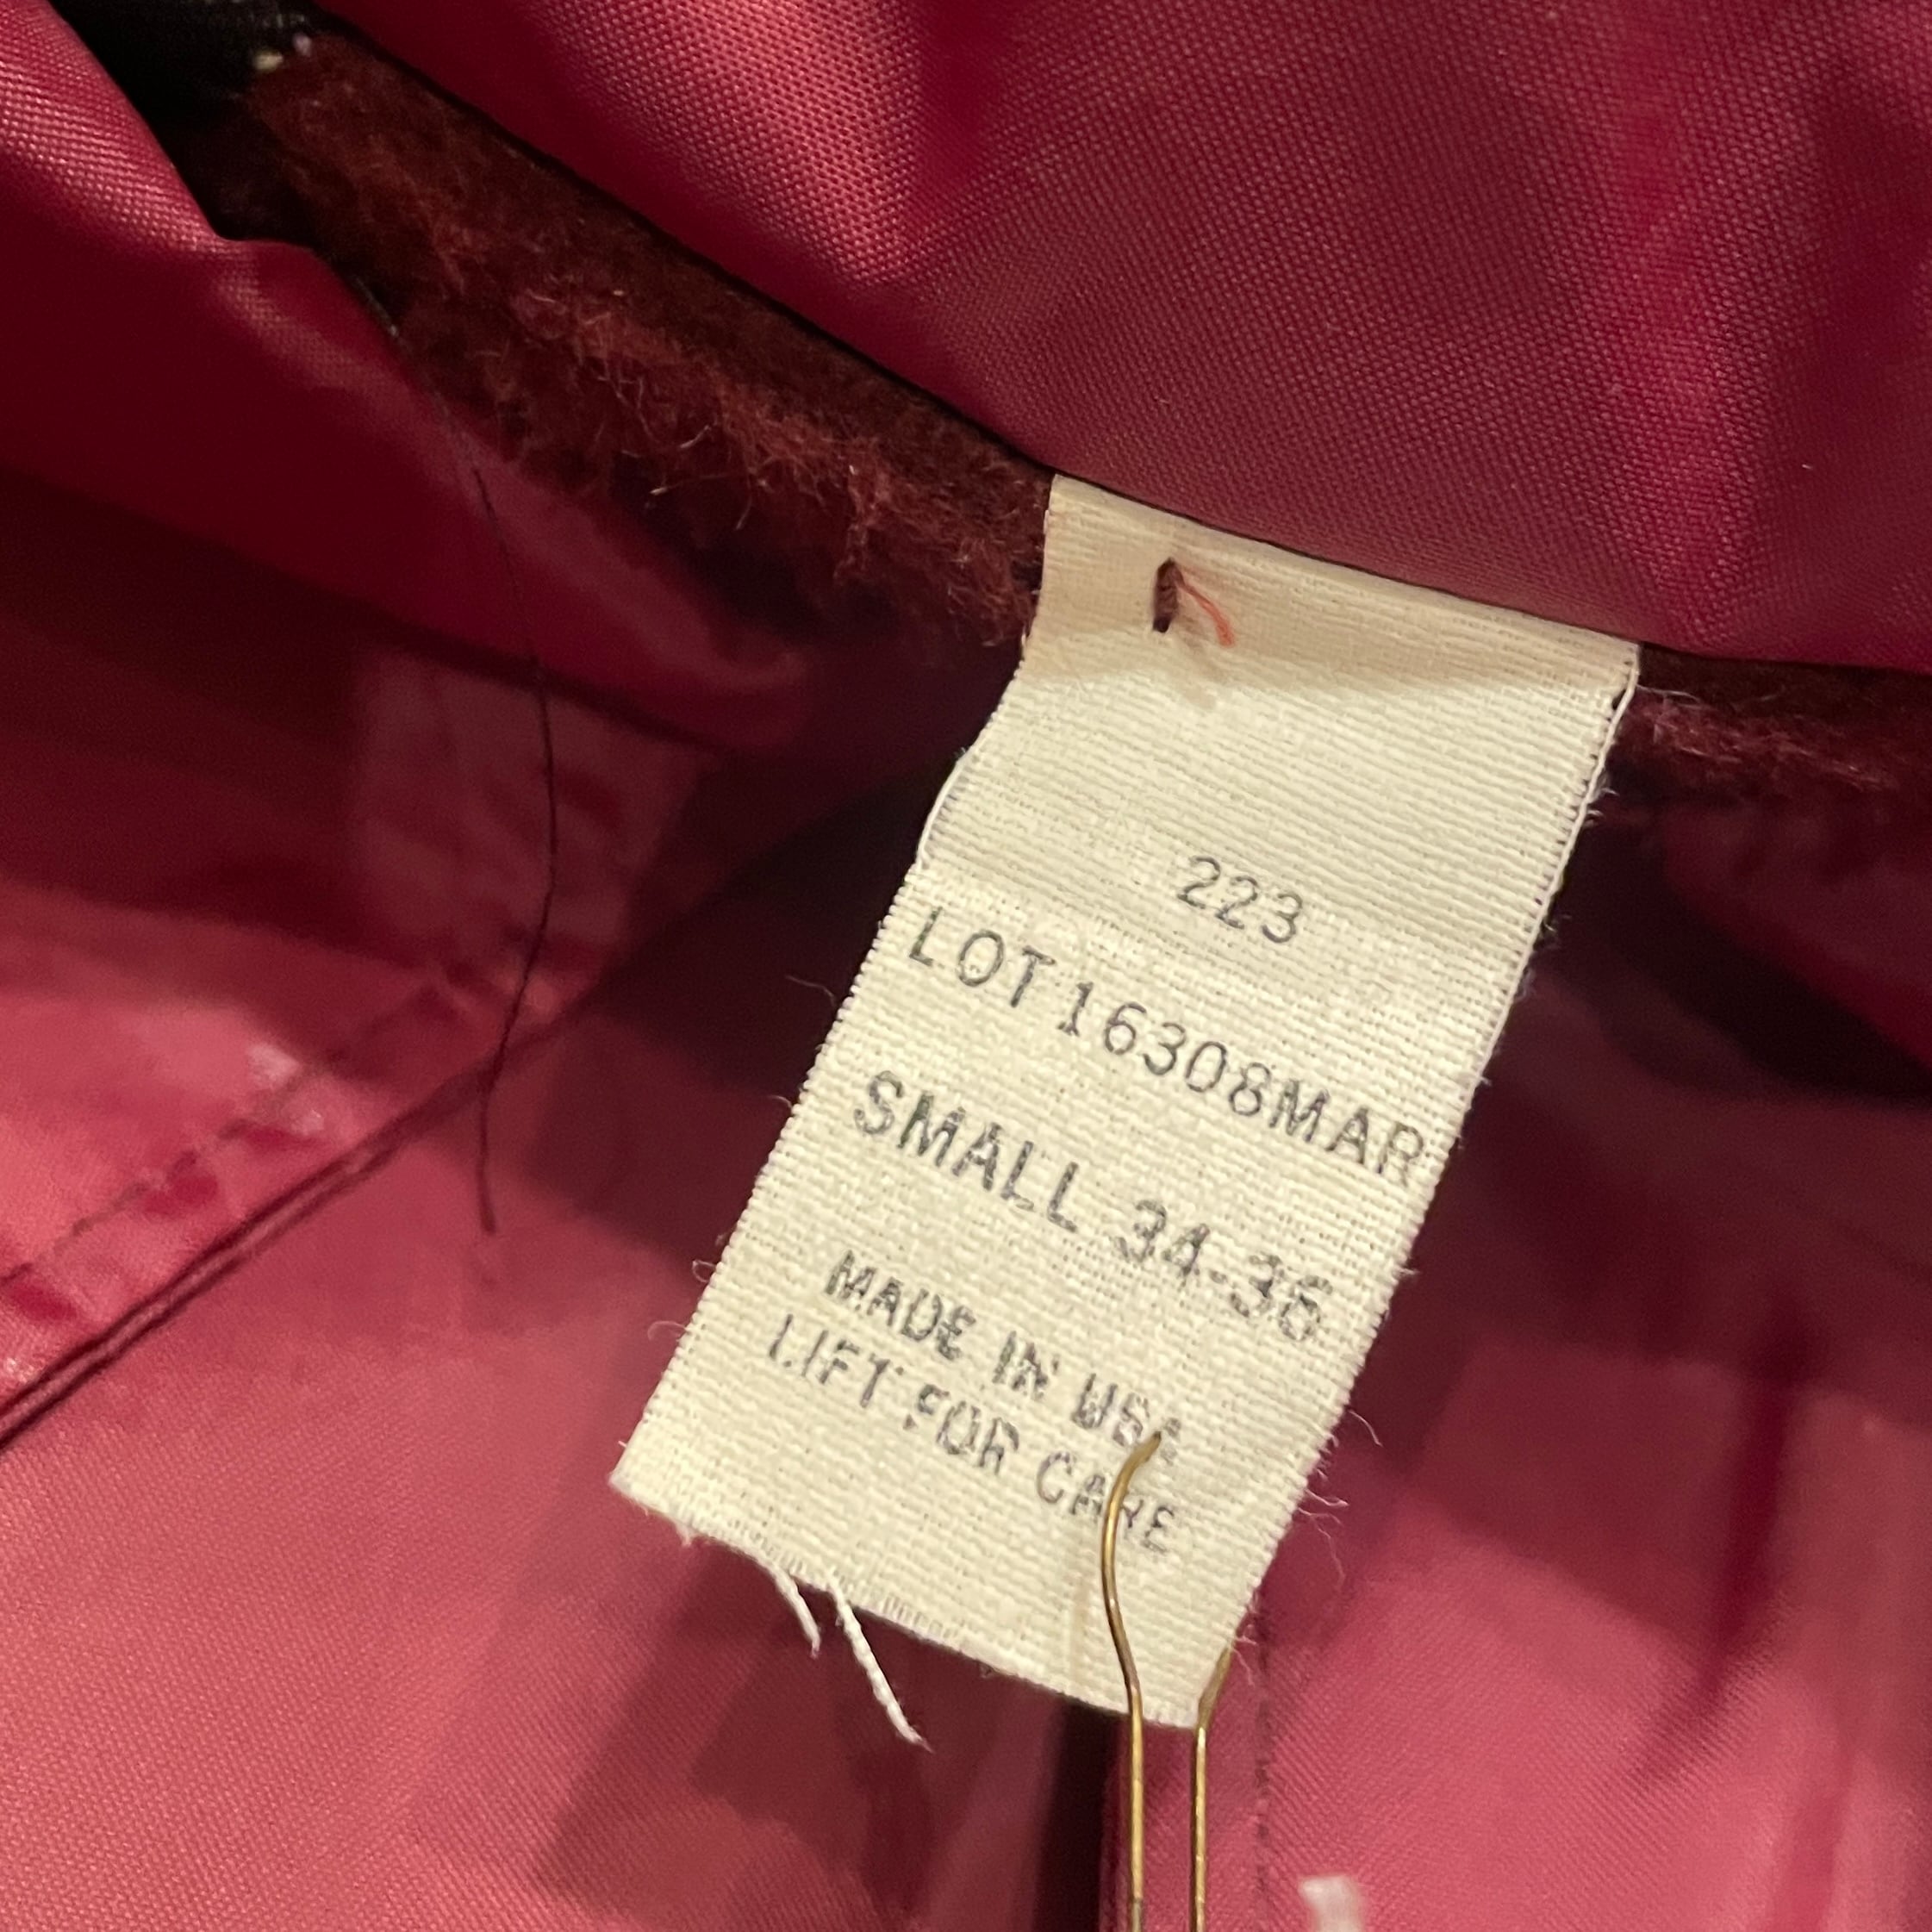 223
LOT 16308MAR
SMALL 34-36
MADE IN USA
LIFT FOR CARE